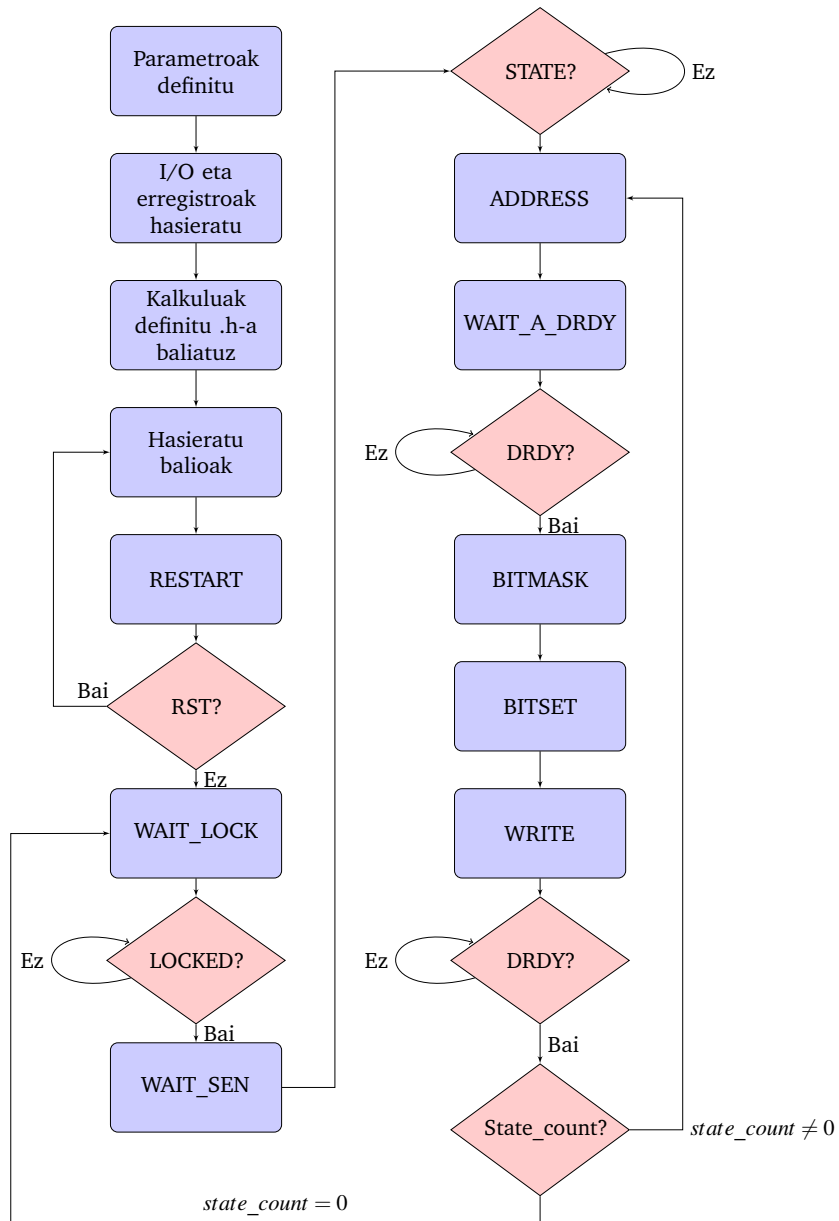 Parametroak
definitu
I/O eta
erregistroak
hasieratu
Kalkuluak
definitu .h-a
baliatuz
Hasieratu
balioak
RESTART
Bai
RST?
Ez
WAIT_LOCK
Ez
LOCKED?
Bai
WAIT_SEN
STATE?
Ez
ADDRESS
WAIT_A_DRDY
Ez
DRDY?
Bai
BITMASK
BITSET
WRITE
Ez
DRDY?
Bai
State_count?
state_count ≠ 0
state_count = 0